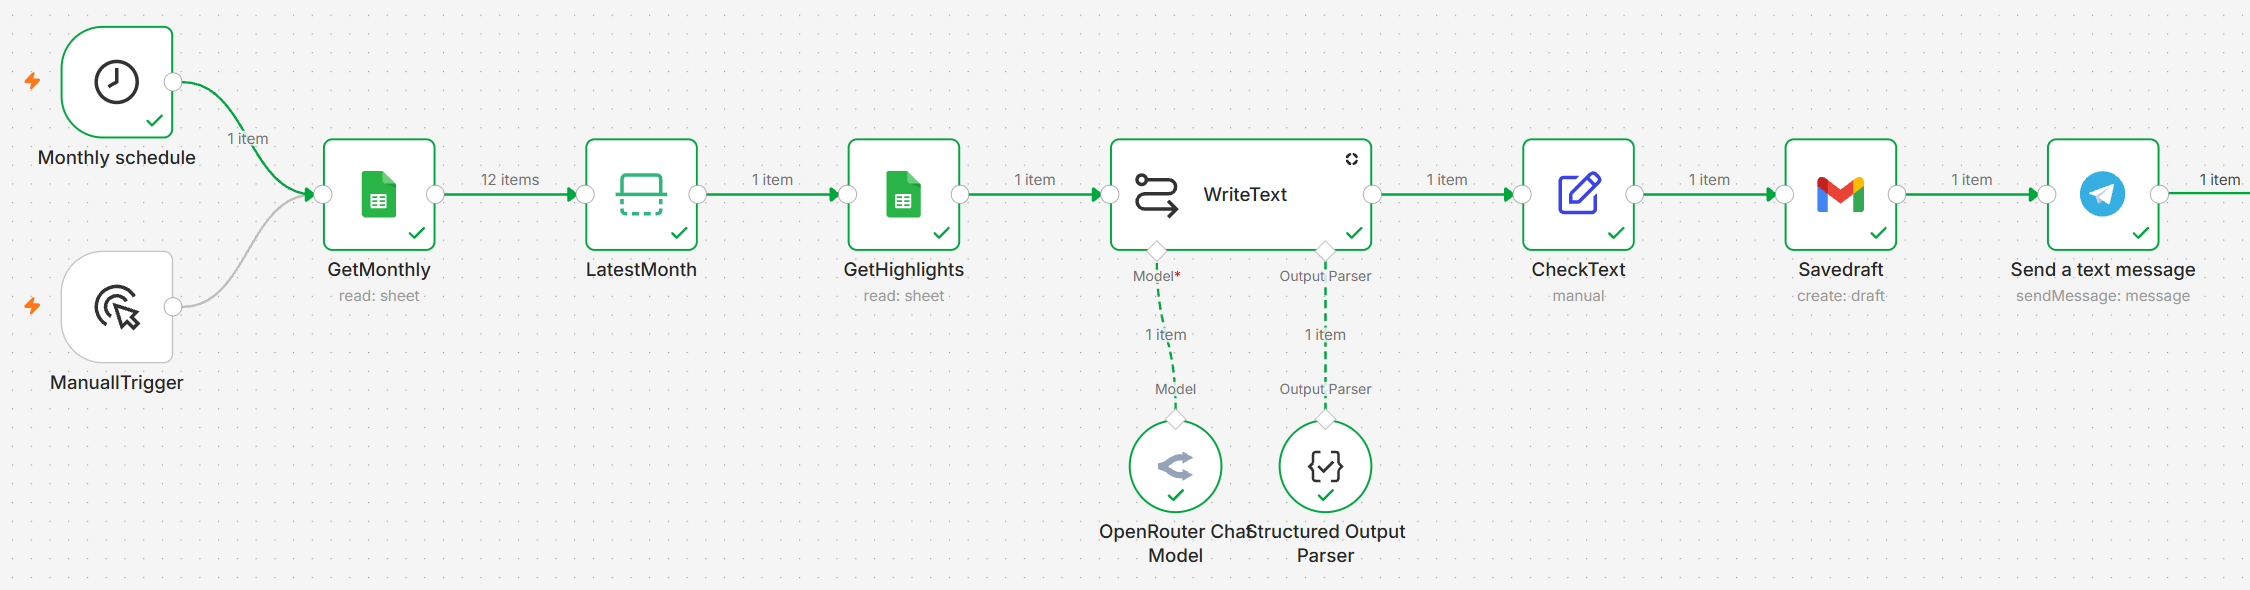 Monthly schedule
1 item
ManuallTrigger
GetMonthly
read: sheet
12 items
LatestMonth
1 item
GetHighlights
read: sheet
1 item
WriteText
Model*
Output Parser
1 item
1 item
Model
Output Parser
OpenRouter Chat
Model
Structured Output
Parser
1 item
CheckText
manual
1 item
Savedraft
create: draft
1 item
Send a text message
sendMessage: message
1 item